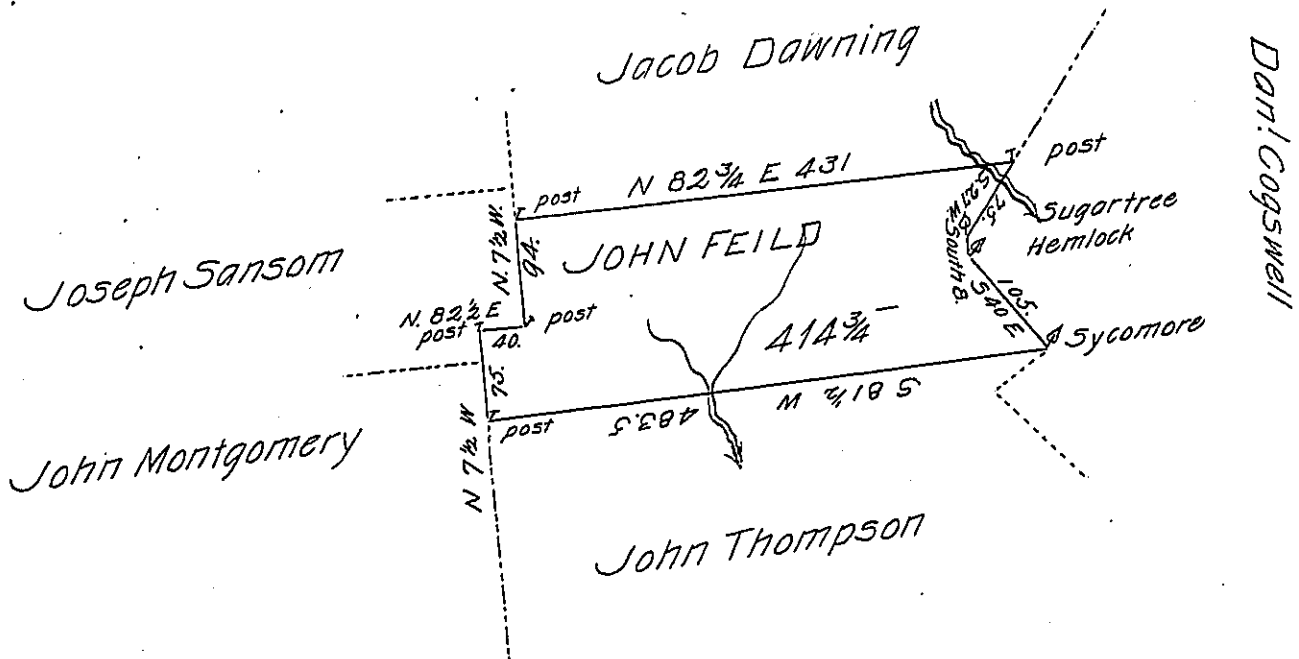 Jacob Dawning
Dan! Cogswell
post
N 82¾ E 431
post
S.27 W.
75.
Sugartree
Hemlock
South 8.
N. 7½ W.
94.
JOHN FEILD
Joseph Sansom
N. 82½ E
post
40.
post
414¾
105.
S 40 E.
Sycomore
75.
N 7½ W
S 81½ W
483.5
post
John Montgomery
John Thompson